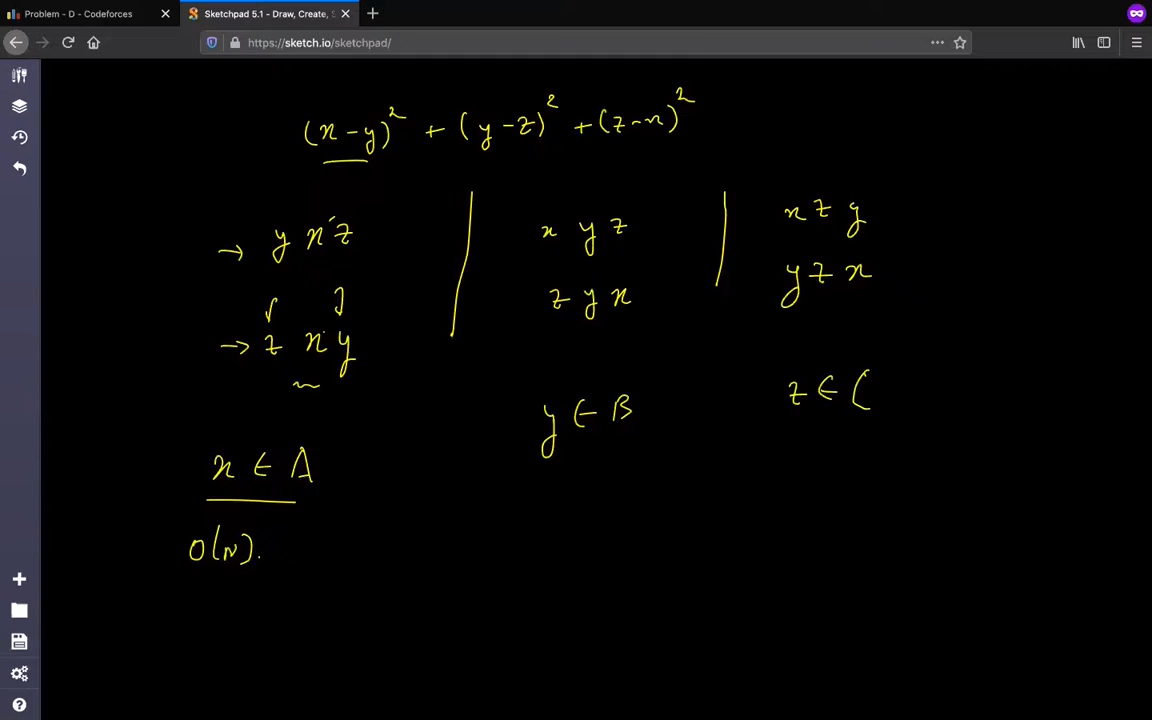 Problem - D - Codeforces
Sketchpad 5.1 - Draw, Create, S
https://sketch.io/sketchpad/
(x-y)² + (y-z)² + (z-x)²
→ y x z
x y z
x z y
z y x
y z x
→ z x y
z ∈ C
y ∈ B
x ∈ A
O(N).